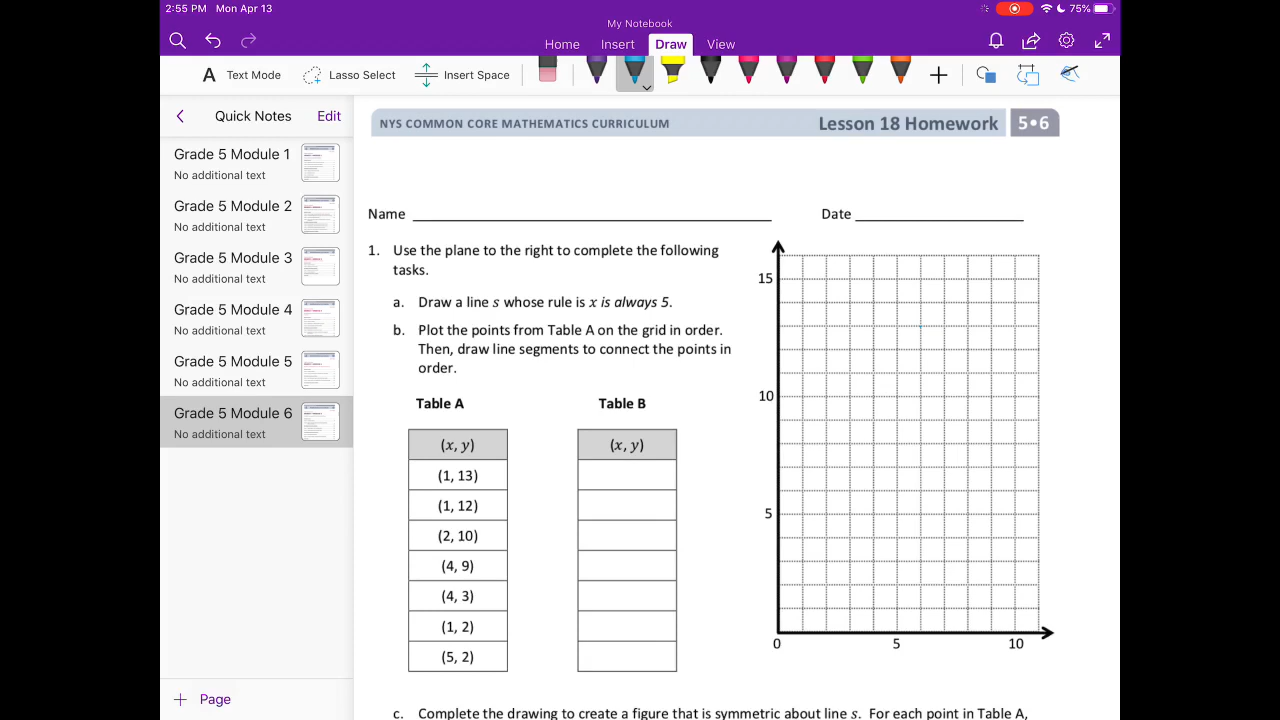 2:55 PM Mon Apr 13
75%
My Notebook
Home Insert Draw View
A Text Mode Lasso Select Insert Space
Quick Notes Edit
Grade 5 Module 1
No additional text
Grade 5 Module 2
No additional text
Grade 5 Module 3
No additional text
Grade 5 Module 4
No additional text
Grade 5 Module 5
No additional text
Grade 5 Module 6
No additional text
+ Page
NYS COMMON CORE MATHEMATICS CURRICULUM Lesson 18 Homework 5•6
Name Date
1. Use the plane to the right to complete the following
tasks.
a. Draw a line s whose rule is x is always 5.
Plot the points from Table A on the grid in order.
Then, draw line segments to connect the points in
order.
Table A Table B
(x, y) (x, y)
(1, 13)
(1, 12)
(2, 10)
(4, 9)
(4, 3)
(1, 2)
(5, 2)
15
10
5
0 5 10
c. Complete the drawing to create a figure that is symmetric about line s. For each point in Table A,